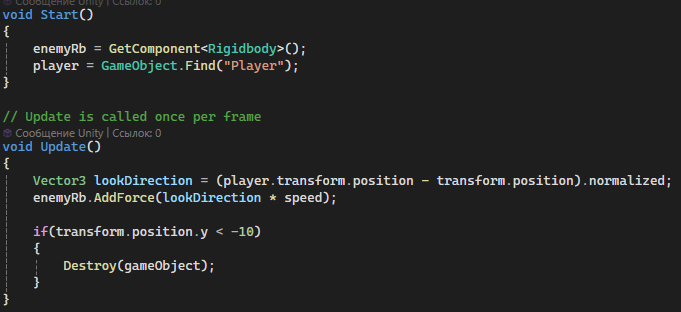 Сообщение Unity | Ссылок: 0
void Start()
{
enemyRb = GetComponent<Rigidbody>();
player = GameObject.Find("Player");
}
// Update is called once per frame
Сообщение Unity | Ссылок: 0
void Update()
{
Vector3 lookDirection = (player.transform.position - transform.position).normalized;
enemyRb.AddForce(lookDirection * speed);
if(transform.position.y < -10)
{
Destroy(gameObject);
}
}